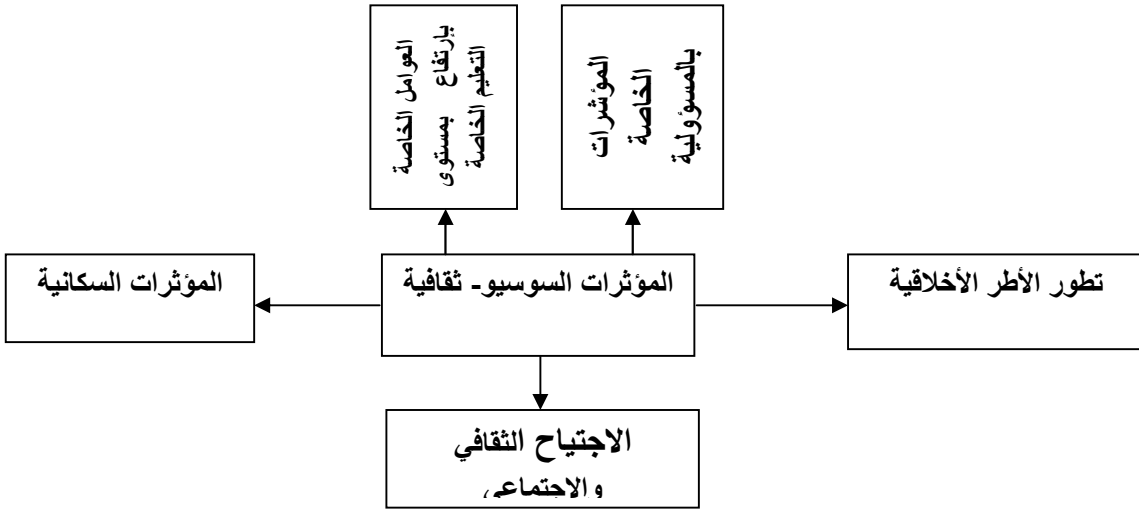 العوامل الخاصة
بإرتفاع بمستوى
التعليم الخاصة
المؤشرات
الخاصة
بالمسؤولية
المؤثرات السكانية
المؤثرات السوسيو- ثقافية
تطور الأطر الأخلاقية
الاجتياح الثقافي
والاجتماعي